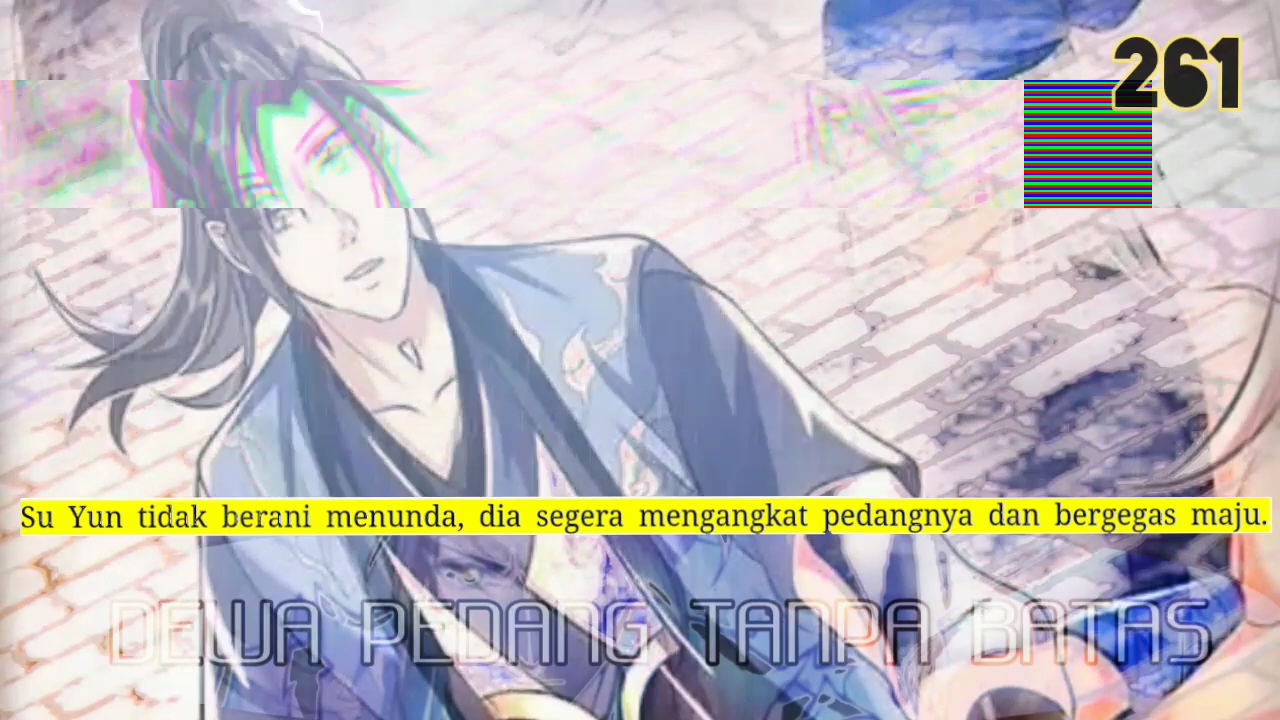 261
Su Yun tidak berani menunda, dia segera mengangkat pedangnya dan bergegas maju.
DEWA PEDANG TANPA BATAS